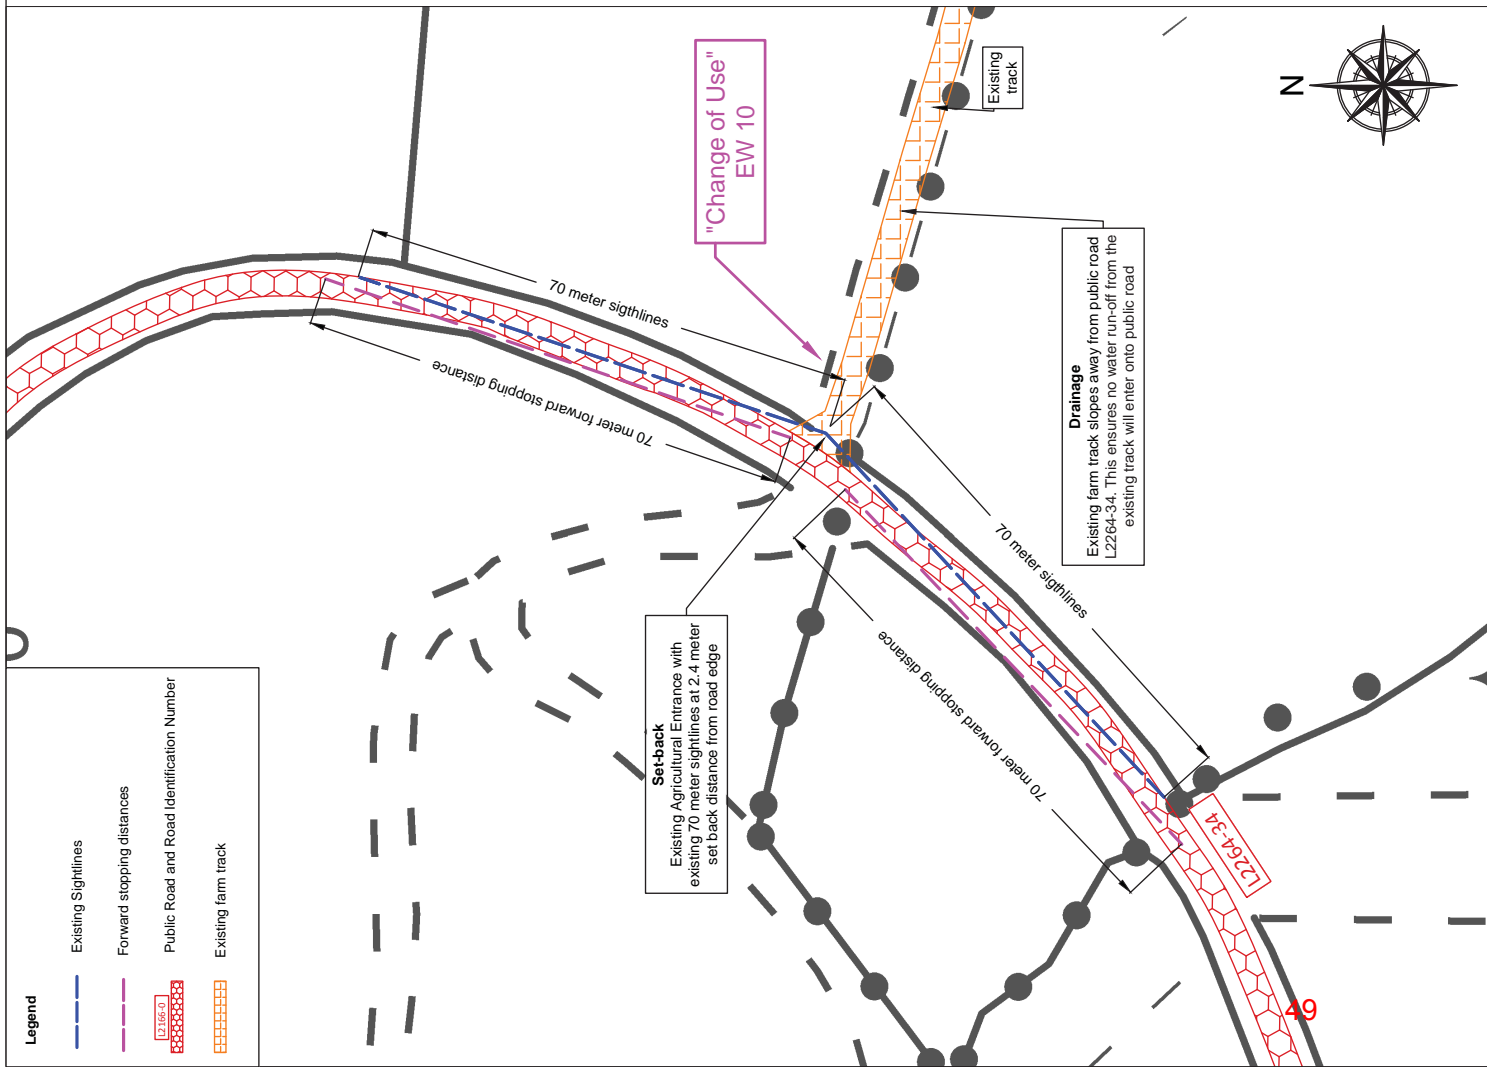 "Change of Use"
EW 10
Existing
track
N
70 meter sigthlines
70 meter forward stopping distance
Drainage
Existing farm track slopes away from public road
L2264-34. This ensures no water run-off from the
existing track will enter onto public road
Set-back
Existing Agricultural Entrance with
existing 70 meter sightlines at 2.4 meter
set back distance from road edge
70 meter sigthlines
70 meter forward stopping distance
L2264-34
Legend
Existing Sightlines
Forward stopping distances
L2166-0
Public Road and Road Identification Number
Existing farm track
49